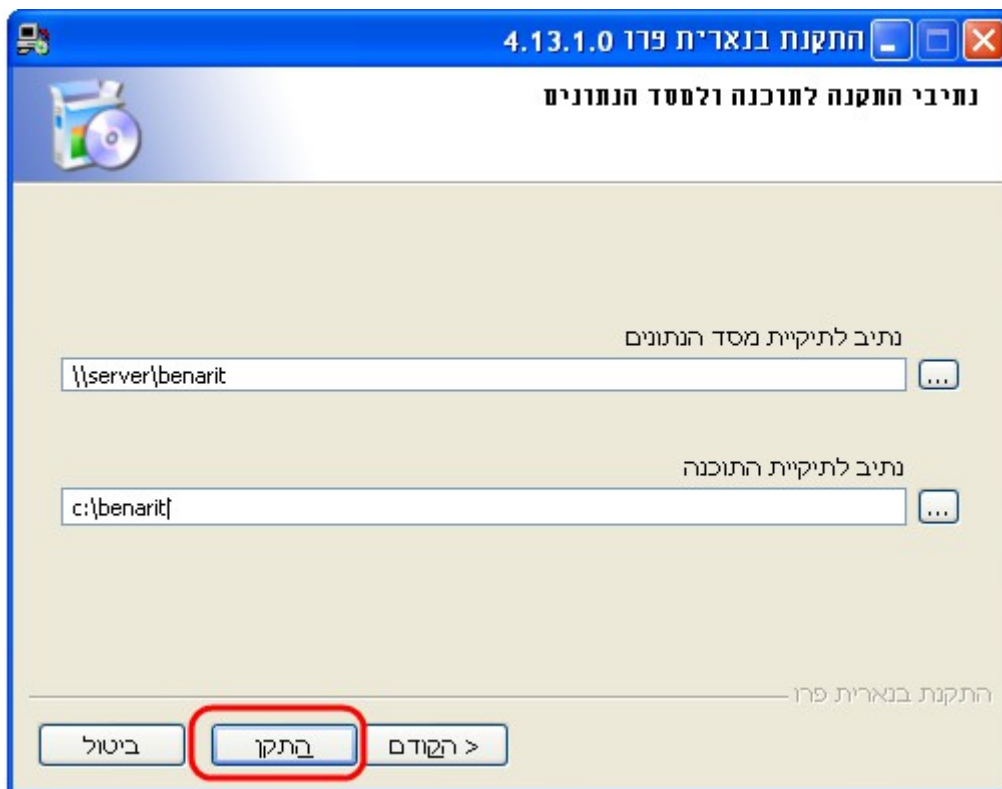 התקנת בנארית פרו 4.13.1.0
נתיבי התקנה לתוכנה ולמסד הנתונים
נתיב לתיקיית מסד הנתונים
\\server\benarit
...
נתיב לתיקיית התוכנה
c:\benarit
...
התקנת בנארית פרו
< הקודם
התקן
ביטול